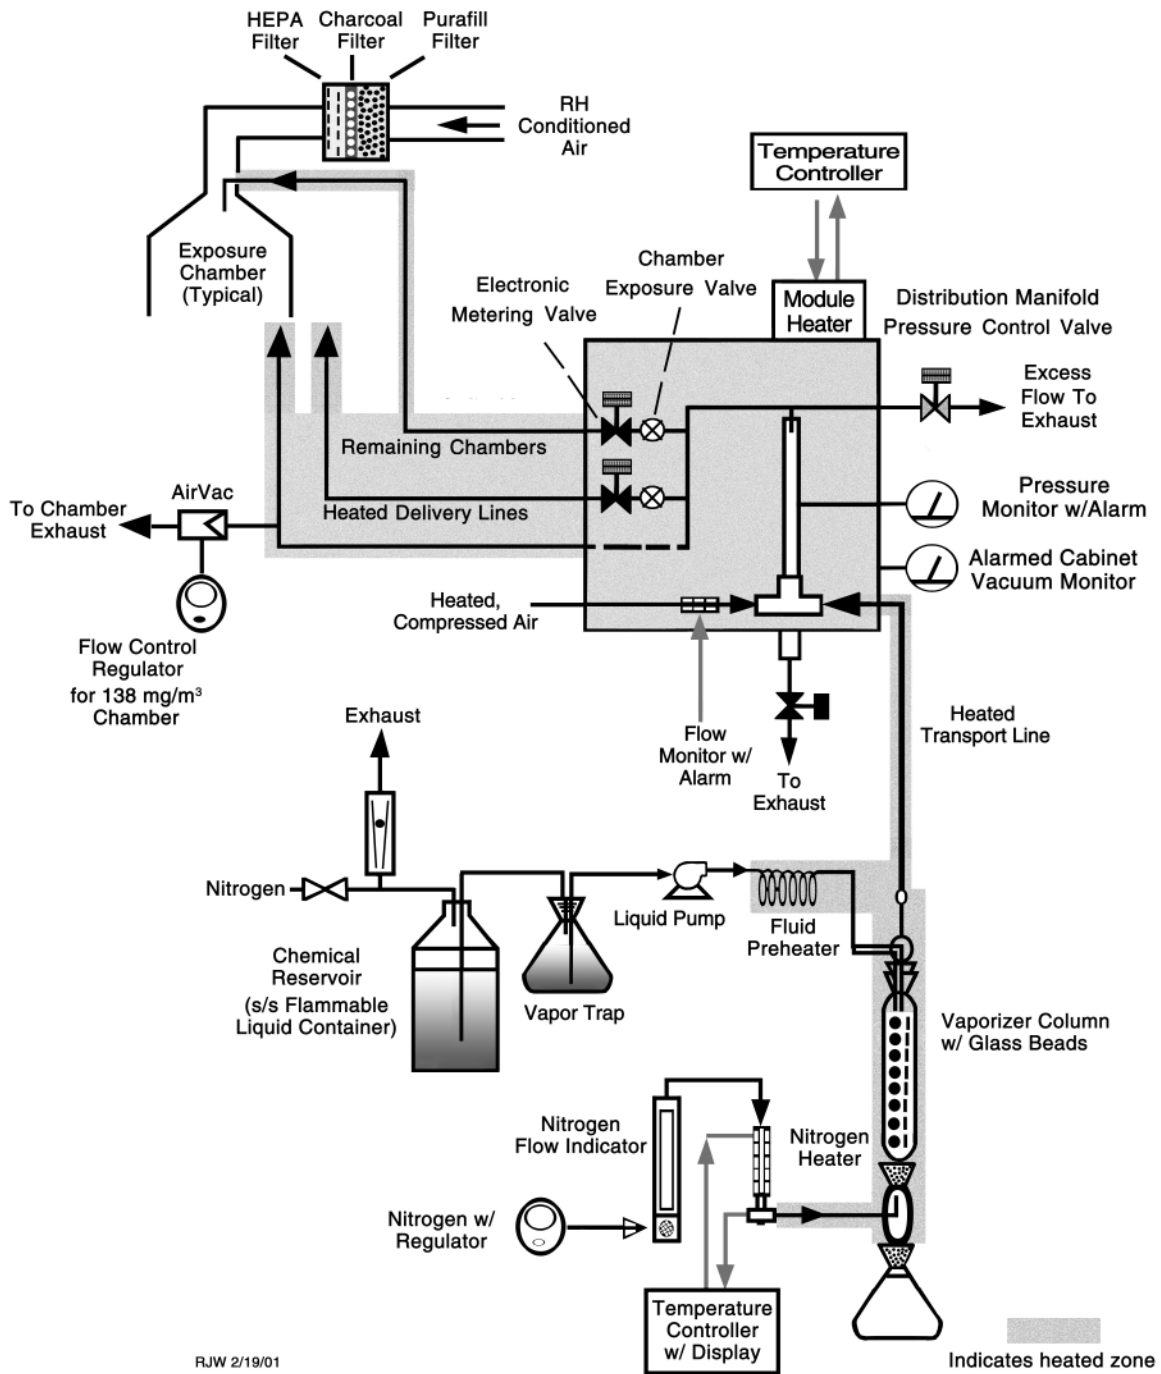 HEPA Filter
Charcoal Filter
Purafill Filter
RH
Conditioned
Air
Temperature
Controller
Exposure
Chamber
(Typical)
Electronic
Metering Valve
Chamber
Exposure Valve
Module
Heater
Distribution Manifold
Pressure Control Valve
Excess
Flow To
Exhaust
Remaining Chambers
Heated Delivery Lines
To Chamber
Exhaust
AirVac
Pressure
Monitor w/Alarm
Alarmed Cabinet
Vacuum Monitor
Heated,
Compressed Air
Flow Control
Regulator
for 138 mg/m³
Chamber
Flow
Monitor w/
Alarm
To
Exhaust
Heated
Transport Line
Exhaust
Nitrogen
Liquid Pump
Fluid
Preheater
Chemical
Reservoir
(s/s Flammable
Liquid Container)
Vapor Trap
Vaporizer Column
w/ Glass Beads
Nitrogen
Flow Indicator
Nitrogen
Heater
Nitrogen w/
Regulator
Temperature
Controller
w/ Display
RJW 2/19/01
Indicates heated zone